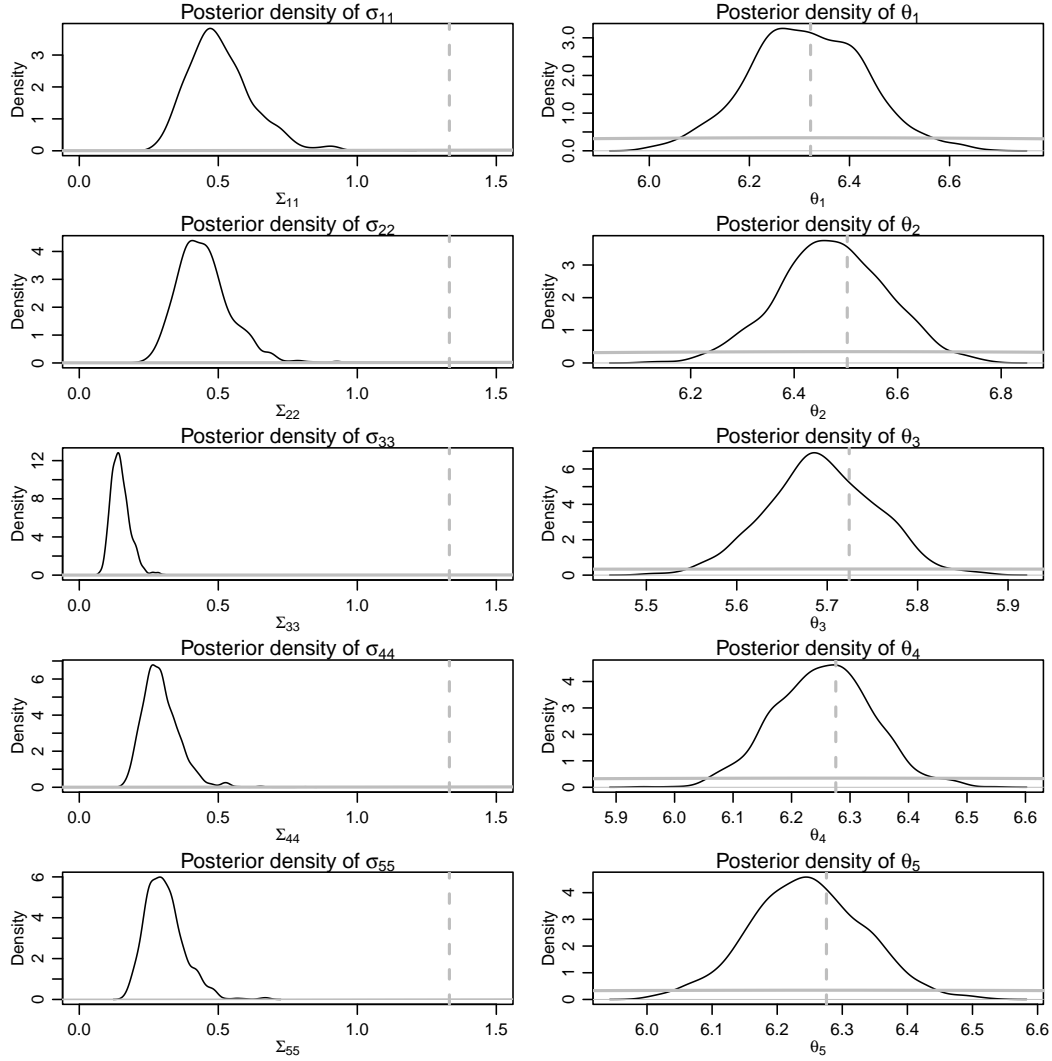 Posterior density of σ11
Density
0 1 2 3
0.0 0.5 1.0 1.5
Σ11
Posterior density of θ1
Density
0.0 1.0 2.0 3.0
6.0 6.2 6.4 6.6
θ1
Posterior density of σ22
Density
0 1 2 3 4
0.0 0.5 1.0 1.5
Σ22
Posterior density of θ2
Density
0 1 2 3
6.2 6.4 6.6 6.8
θ2
Posterior density of σ33
Density
0 4 8 12
0.0 0.5 1.0 1.5
Σ33
Posterior density of θ3
Density
0 2 4 6
5.5 5.6 5.7 5.8 5.9
θ3
Posterior density of σ44
Density
0 2 4 6
0.0 0.5 1.0 1.5
Σ44
Posterior density of θ4
Density
0 1 2 3 4
5.9 6.0 6.1 6.2 6.3 6.4 6.5 6.6
θ4
Posterior density of σ55
Density
0 2 4 6
0.0 0.5 1.0 1.5
Σ55
Posterior density of θ5
Density
0 1 2 3 4
6.0 6.1 6.2 6.3 6.4 6.5 6.6
θ5